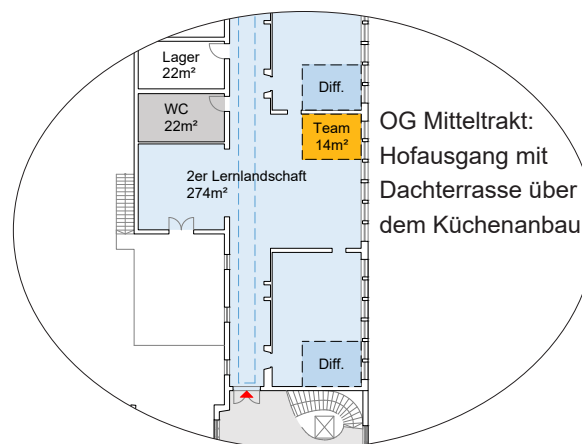 Lager
22m²
Diff.
WC
22m²
Team
14m²
OG Mitteltrakt:
Hofausgang mit
Dachterrasse über
dem Küchenanbau
2er Lernlandschaft
274m²
Diff.